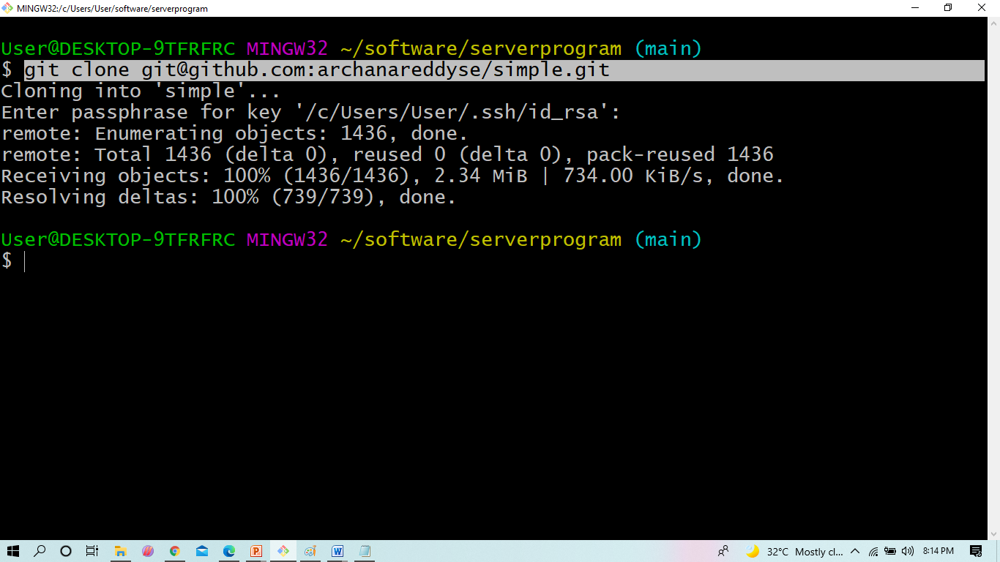 MINGW32:/c/Users/User/software/serverprogram
User@DESKTOP-9TFRFRC MINGW32 ~/software/serverprogram (main)
$ git clone git@github.com:archanareddyse/simple.git
Cloning into 'simple'...
Enter passphrase for key '/c/Users/User/.ssh/id_rsa':
remote: Enumerating objects: 1436, done.
remote: Total 1436 (delta 0), reused 0 (delta 0), pack-reused 1436
Receiving objects: 100% (1436/1436), 2.34 MiB | 734.00 KiB/s, done.
Resolving deltas: 100% (739/739), done.
User@DESKTOP-9TFRFRC MINGW32 ~/software/serverprogram (main)
$
32°C Mostly cl... 8:14 PM